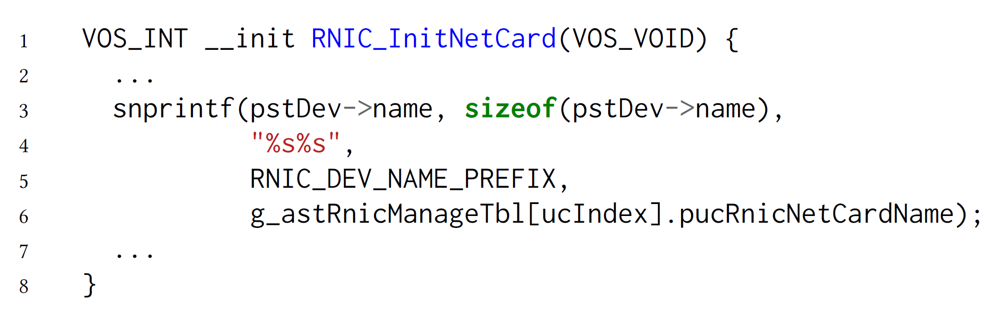 1 VOS_INT __init RNIC_InitNetCard(VOS_VOID) {
2 ...
3 snprintf(pstDev->name, sizeof(pstDev->name),
4 "%s%s",
5 RNIC_DEV_NAME_PREFIX,
6 g_astRnicManageTbl[ucIndex].pucRnicNetCardName);
7 ...
8 }